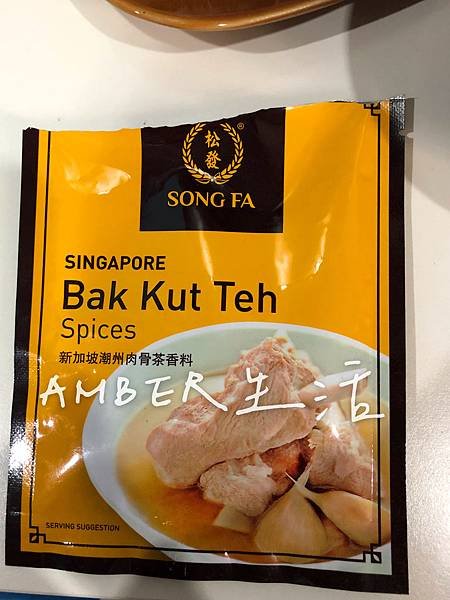 松
發
®
SONG FA
SINGAPORE
Bak Kut Teh
Spices
新加坡潮州肉骨茶香料
AMBER生活
SERVING SUGGESTION